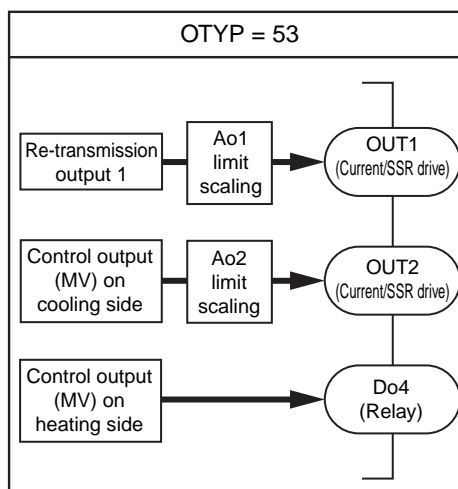 OTYP = 53
Re-transmission
output 1
Ao1
limit
scaling
OUT1
(Current/SSR drive)
Control output
(MV) on
cooling side
Ao2
limit
scaling
OUT2
(Current/SSR drive)
Control output
(MV) on
heating side
Do4
(Relay)